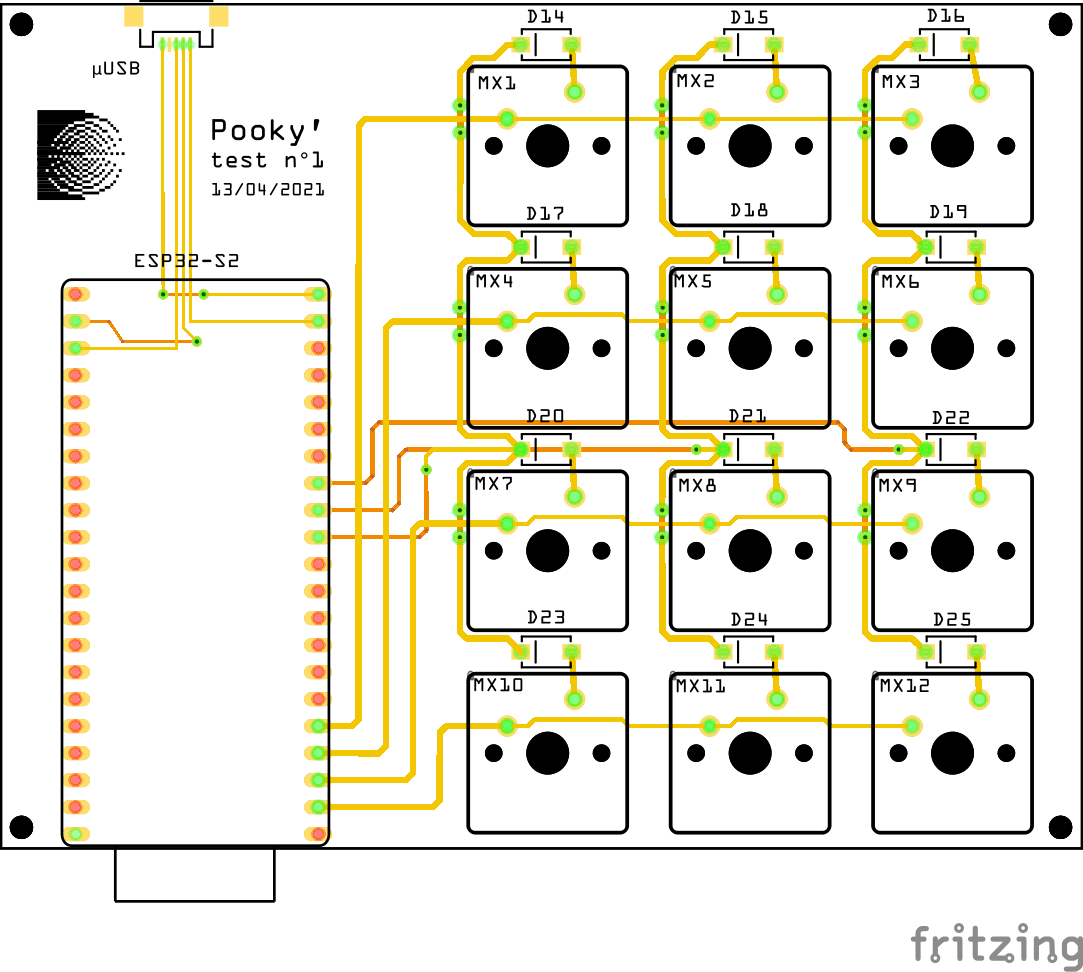 D14 D15 D16
µUSB
MX1 MX2 MX3
Pooky'
test n°1
13/04/2021
D17 D18 D19
ESP32-S2
MX4 MX5 MX6
D20 D21 D22
MX7 MX8 MX9
D23 D24 D25
MX10 MX11 MX12
fritzing